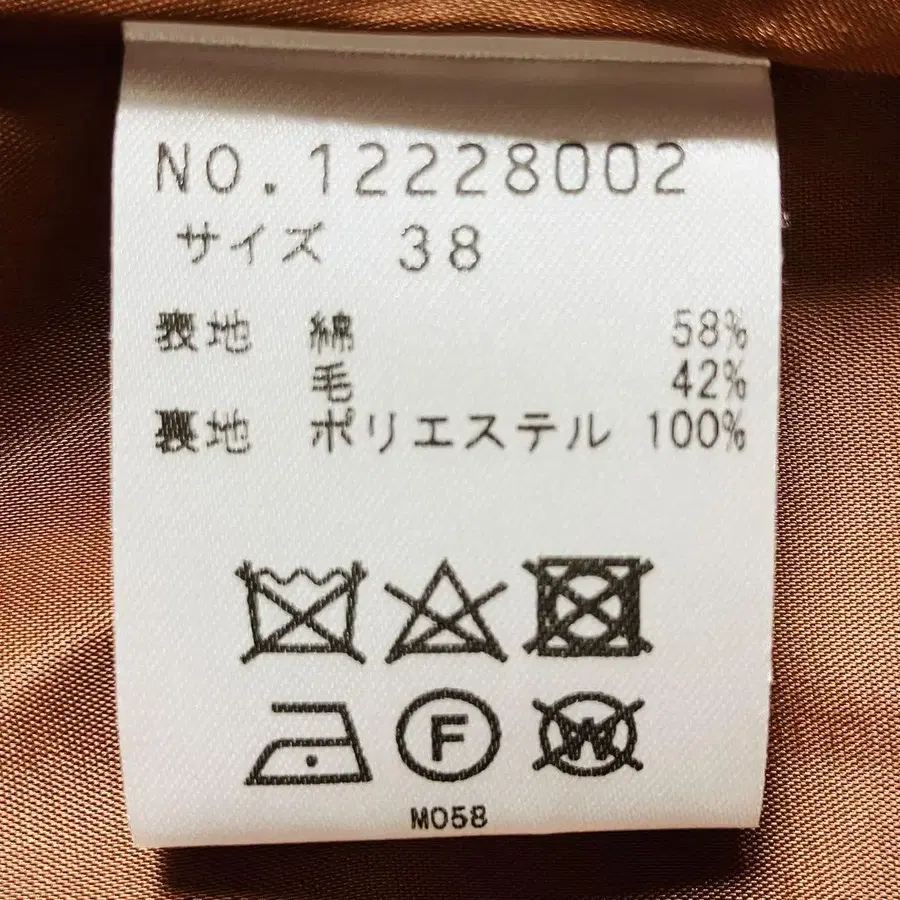 NO.12228002
サイズ 38
表地 綿 58%
毛 42%
裏地 ポリエステル 100%
F W
M058